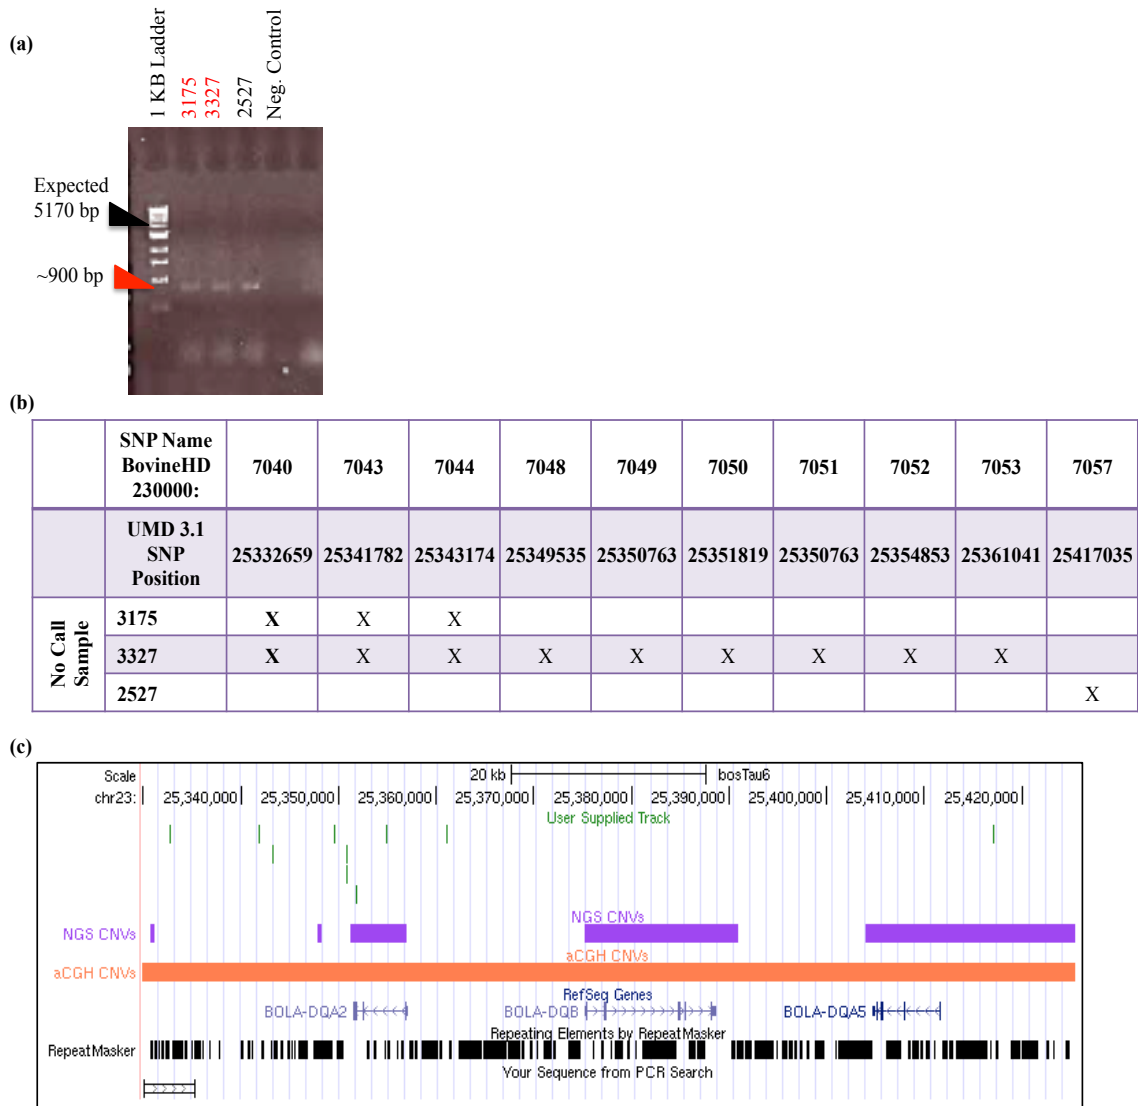 (a)
1 KB Ladder
3175
3327
2527
Neg. Control
Expected
5170 bp
~900 bp
(b)
SNP Name
BovineHD
230000:
7040 7043 7044 7048 7049 7050 7051 7052 7053 7057
UMD 3.1
SNP
Position
25332659 25341782 25343174 25349535 25350763 25351819 25350763 25354853 25361041 25417035
No Call
Sample
3175 X X X
3327 X X X X X X X X X
2527 X
(c)
Scale 20 kb bosTau6
chr23: 25,340,000 25,350,000 25,360,000 25,370,000 25,380,000 25,390,000 25,400,000 25,410,000 25,420,000
User Supplied Track
NGS CNVs
NGS CNVs
aCGH CNVs
aCGH CNVs
RefSeq Genes
BOLA-DQA2 BOLA-DQB BOLA-DQA5
Repeating Elements by RepeatMasker
RepeatMasker
Your Sequence from PCR Search